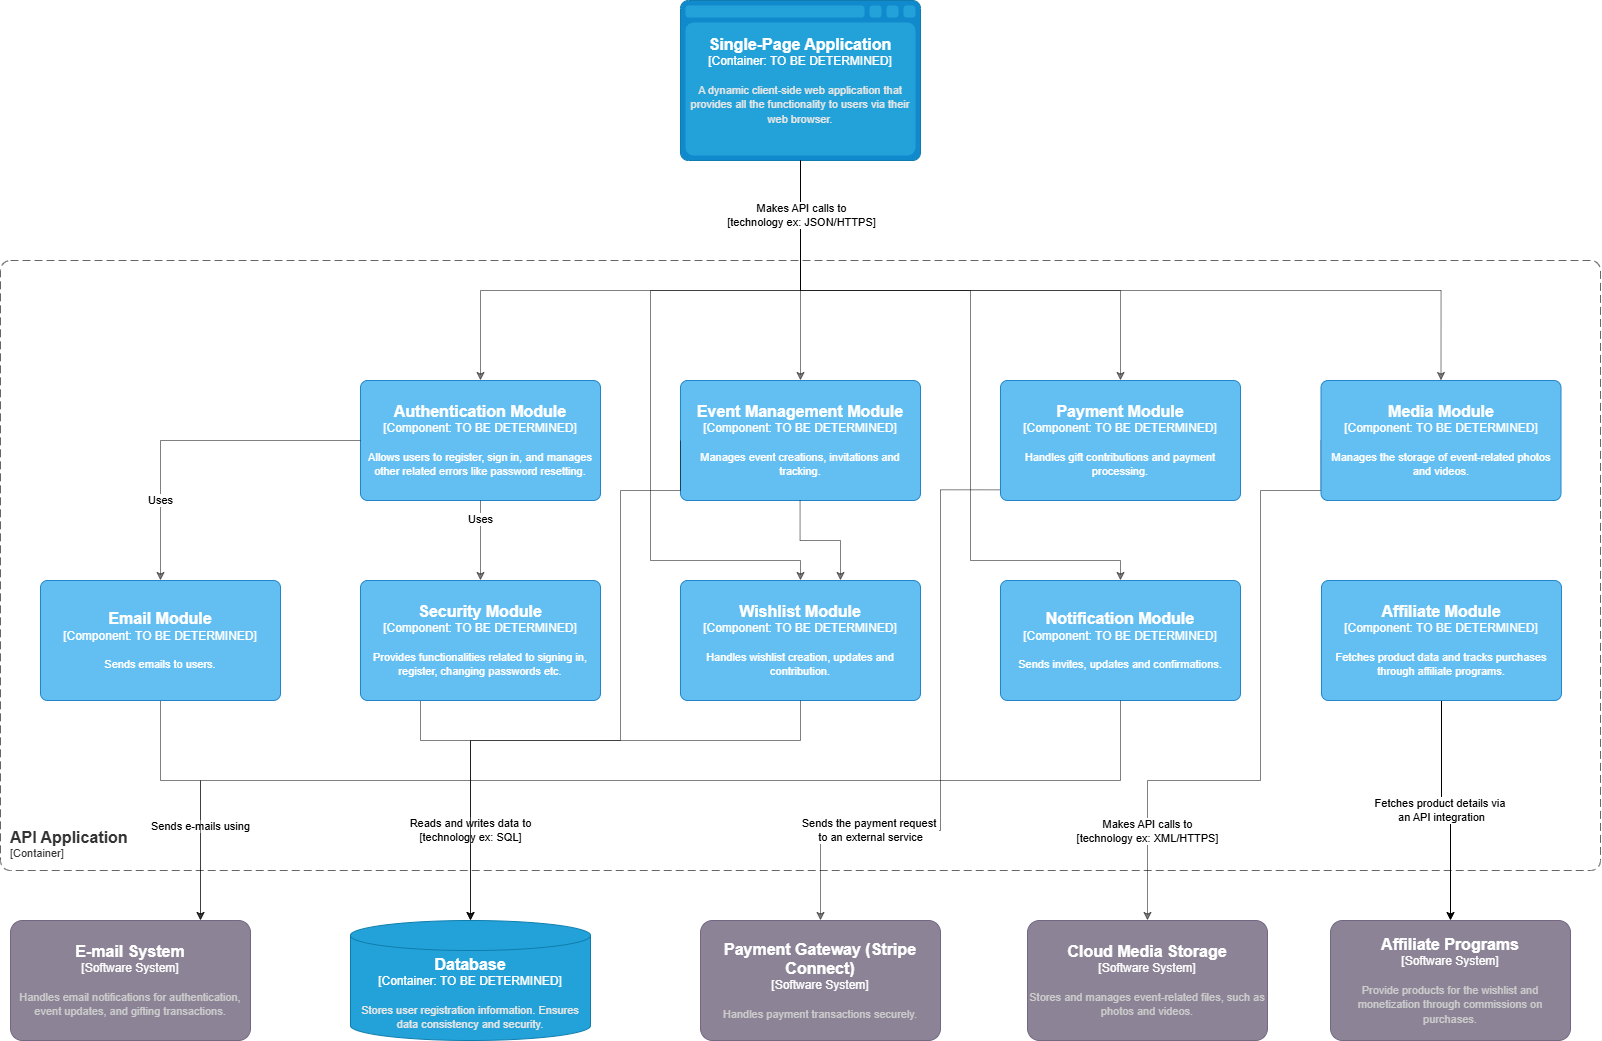 Single-Page Application
[Container: TO BE DETERMINED]
A dynamic client-side web application that
provides all the functionality to users via their
web browser.
Makes API calls to
[technology ex: JSON/HTTPS]
Authentication Module
[Component: TO BE DETERMINED]
Allows users to register, sign in, and manages
other related errors like password resetting.
Event Management Module
[Component: TO BE DETERMINED]
Manages event creations, invitations and
tracking.
Payment Module
[Component: TO BE DETERMINED]
Handles gift contributions and payment
processing.
Media Module
[Component: TO BE DETERMINED]
Manages the storage of event-related photos
and videos.
Uses
Uses
Email Module
[Component: TO BE DETERMINED]
Sends emails to users.
Security Module
[Component: TO BE DETERMINED]
Provides functionalities related to signing in,
register, changing passwords etc.
Wishlist Module
[Component: TO BE DETERMINED]
Handles wishlist creation, updates and
contribution.
Notification Module
[Component: TO BE DETERMINED]
Sends invites, updates and confirmations.
Affiliate Module
[Component: TO BE DETERMINED]
Fetches product data and tracks purchases
through affiliate programs.
Sends e-mails using
Reads and writes data to
[technology ex: SQL]
Sends the payment request
to an external service
Makes API calls to
[technology ex: XML/HTTPS]
Fetches product details via
an API integration
API Application
[Container]
E-mail System
[Software System]
Handles email notifications for authentication,
event updates, and gifting transactions.
Database
[Container: TO BE DETERMINED]
Stores user registration information. Ensures
data consistency and security.
Payment Gateway (Stripe
Connect)
[Software System]
Handles payment transactions securely.
Cloud Media Storage
[Software System]
Stores and manages event-related files, such as
photos and videos.
Affiliate Programs
[Software System]
Provide products for the wishlist and
monetization through commissions on
purchases.